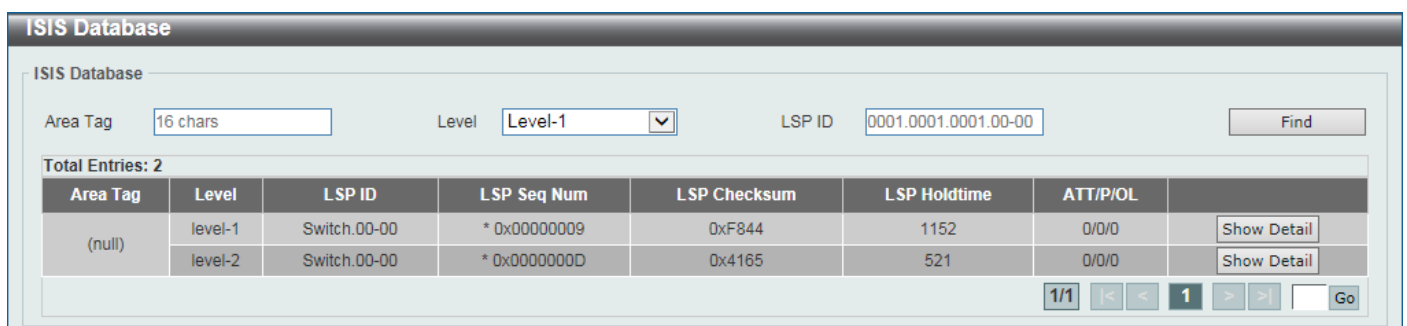 ISIS Database
ISIS Database
Area Tag 16 chars Level Level-1 LSP ID 0001.0001.0001.00-00 Find
Total Entries: 2
Area Tag Level LSP ID LSP Seq Num LSP Checksum LSP Holdtime ATT/P/OL
(null) level-1 Switch.00-00 * 0x00000009 0xF844 1152 0/0/0 Show Detail
level-2 Switch.00-00 * 0x0000000D 0x4165 521 0/0/0 Show Detail
1/1 |< < 1 > >| Go